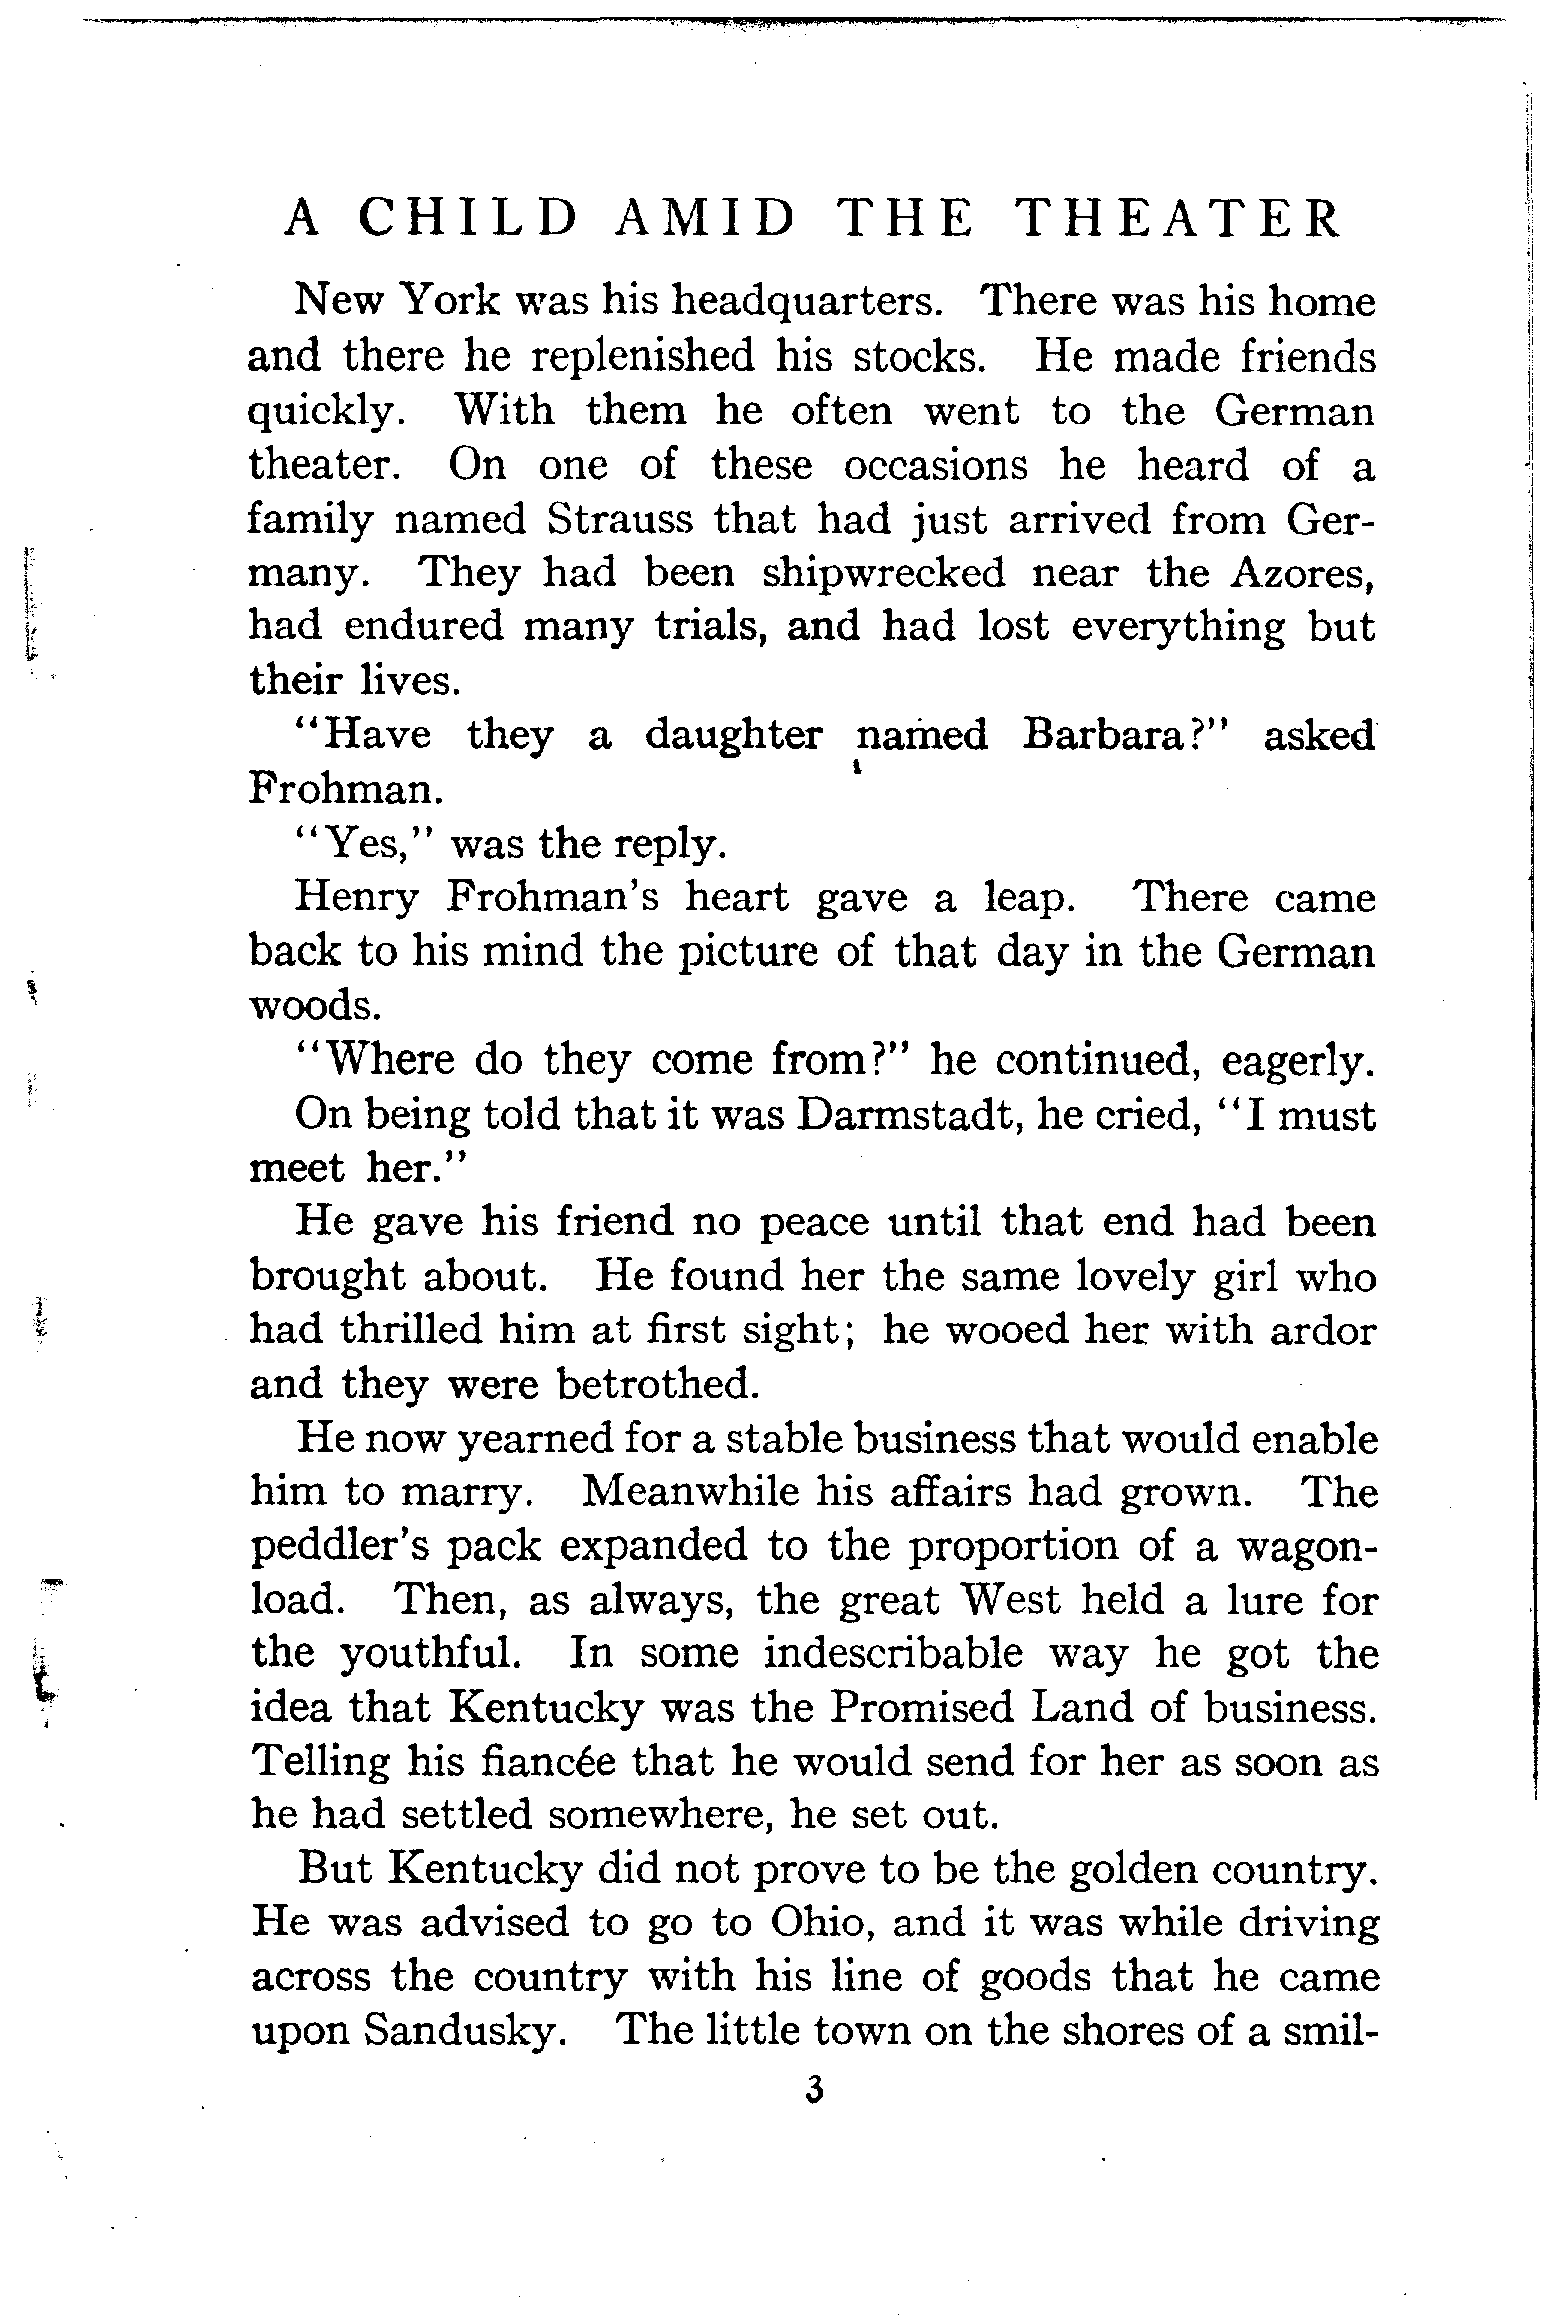 A CHILD AMID THE THEATER
New York was his headquarters. There was his home
and there he replenished his stocks. He made friends
quickly. With them he often went to the German
theater. On one of these occasions he heard of a
family named Strauss that had just arrived from Ger-
many. They had been shipwrecked near the Azores,
had endured many trials, and had lost everything but
their lives.
"Have they a daughter named Barbara?" asked
Frohman.
"Yes," was the reply.
Henry Frohman's heart gave a leap. There came
back to his mind the picture of that day in the German
woods.
"Where do they come from?" he continued, eagerly.
On being told that it was Darmstadt, he cried, "I must
meet her."
He gave his friend no peace until that end had been
brought about. He found her the same lovely girl who
had thrilled him at first sight; he wooed her with ardor
and they were betrothed.
He now yearned for a stable business that would enable
him to marry. Meanwhile his affairs had grown. The
peddler's pack expanded to the proportion of a wagon-
load. Then, as always, the great West held a lure for
the youthful. In some indescribable way he got the
idea that Kentucky was the Promised Land of business.
Telling his fiancée that he would send for her as soon as
he had settled somewhere, he set out.
But Kentucky did not prove to be the golden country.
He was advised to go to Ohio, and it was while driving
across the country with his line of goods that he came
upon Sandusky. The little town on the shores of a smil-
3